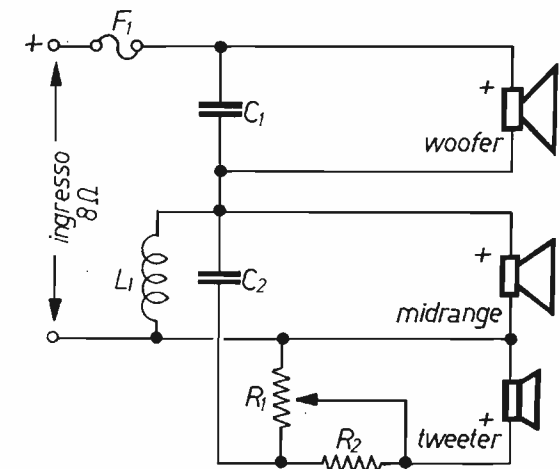 F1
+
C1
+
woofer
ingresso
8Ω
L1
C2
+
midrange
R1
R2
+
tweeter